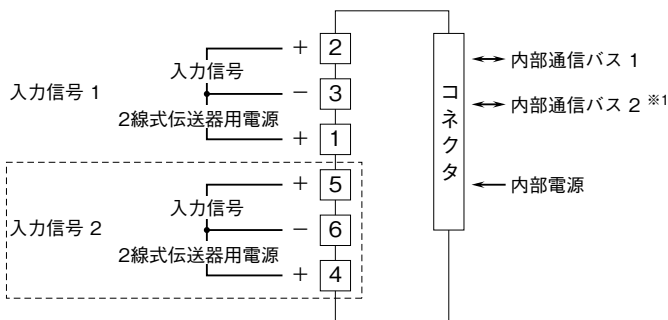 入力信号 1
入力信号
2線式伝送器用電源
+ 2
− 3
+ 1
入力信号 2
入力信号
2線式伝送器用電源
+ 5
− 6
+ 4
コネクタ
内部通信バス 1
内部通信バス 2 ※1
内部電源